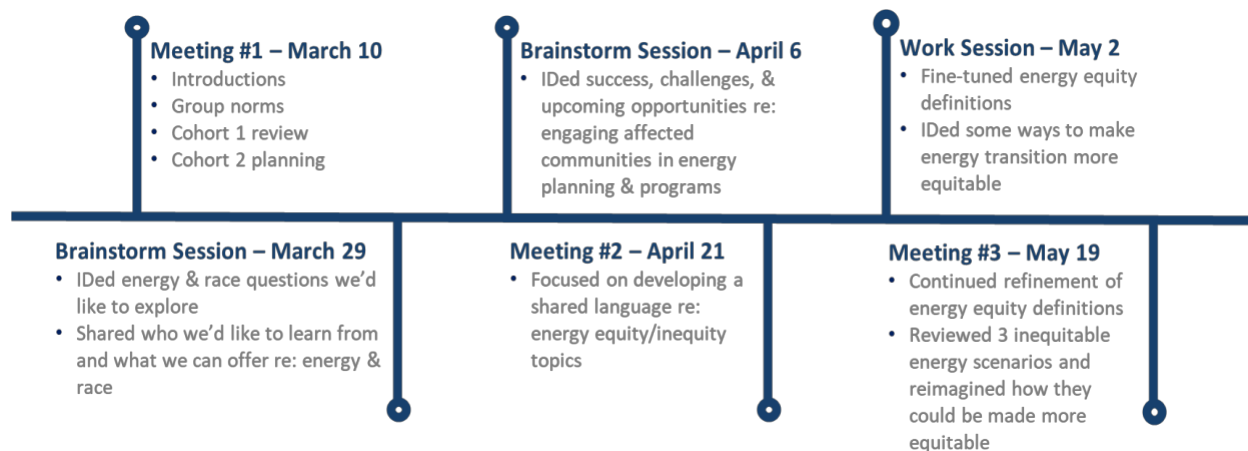 Meeting #1 – March 10
• Introductions
• Group norms
• Cohort 1 review
• Cohort 2 planning
Brainstorm Session – March 29
• IDed energy & race questions we'd
like to explore
• Shared who we'd like to learn from
and what we can offer re: energy &
race
Brainstorm Session – April 6
• IDed success, challenges, &
upcoming opportunities re:
engaging affected
communities in energy
planning & programs
Meeting #2 – April 21
• Focused on developing a
shared language re:
energy equity/inequity
topics
Work Session – May 2
• Fine-tuned energy equity
definitions
• IDed some ways to make
energy transition more
equitable
Meeting #3 – May 19
• Continued refinement of
energy equity definitions
• Reviewed 3 inequitable
energy scenarios and
reimagined how they
could be made more
equitable